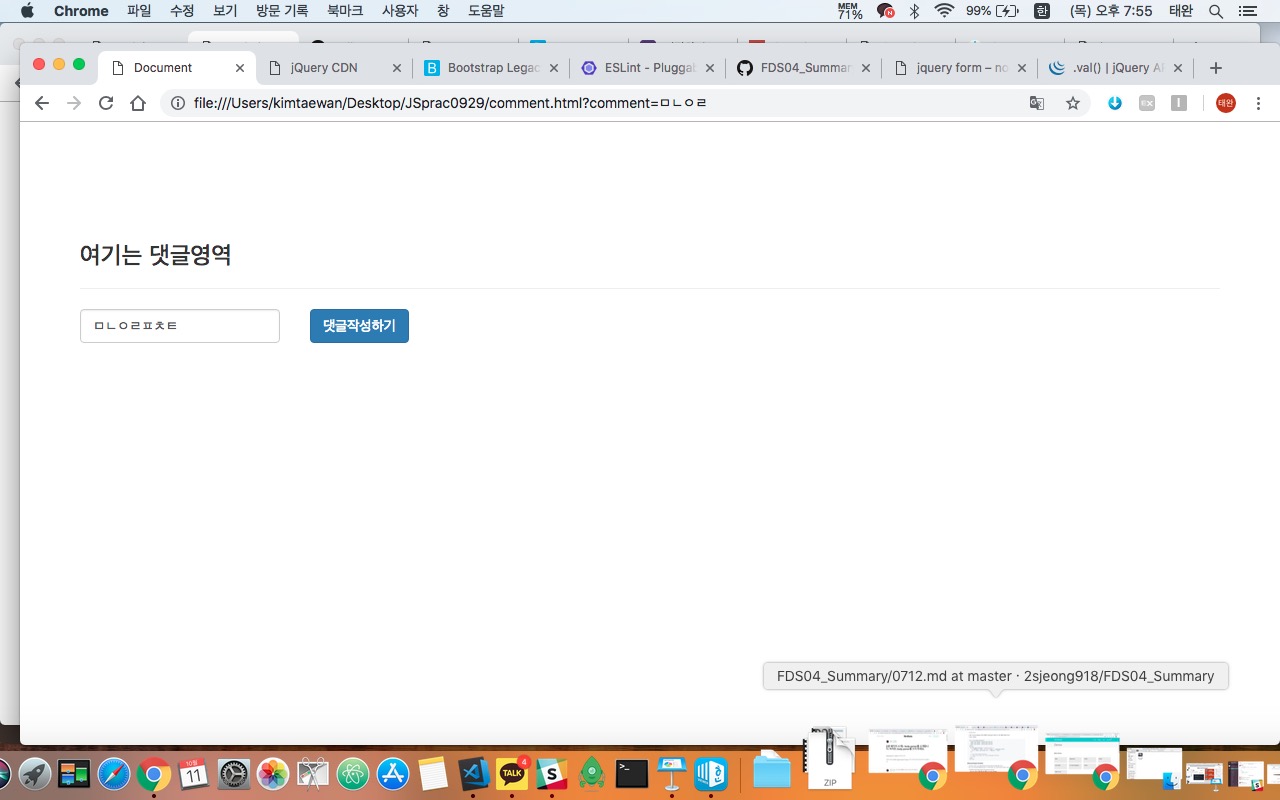 Chrome 파일 수정 보기 방문 기록 북마크 사용자 창 도움말 MEM 71% 99% 한 (목) 오후 7:55 태완
Document jQuery CDN Bootstrap Legac ESLint - Plugga FDS04_Summar jquery form – no .val() | jQuery A
file:///Users/kimtaewan/Desktop/JSprac0929/comment.html?comment=ㅁㄴㅇㄹ 태완
여기는 댓글영역
ㅁㄴㅇㄹㅍㅊㅌ 댓글작성하기
FDS04_Summary/0712.md at master · 2sjeong918/FDS04_Summary
11 TALK 4 S ZIP